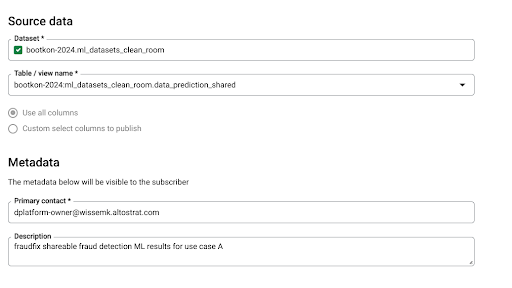 Source data
Dataset *
bootkon-2024.ml_datasets_clean_room
Table / view name *
bootkon-2024:ml_datasets_clean_room.data_prediction_shared
Use all columns
Custom select columns to publish
Metadata
The metadata below will be visible to the subscriber
Primary contact *
dplatform-owner@wissemk.altostrat.com
Description
fraudfix shareable fraud detection ML results for use case A